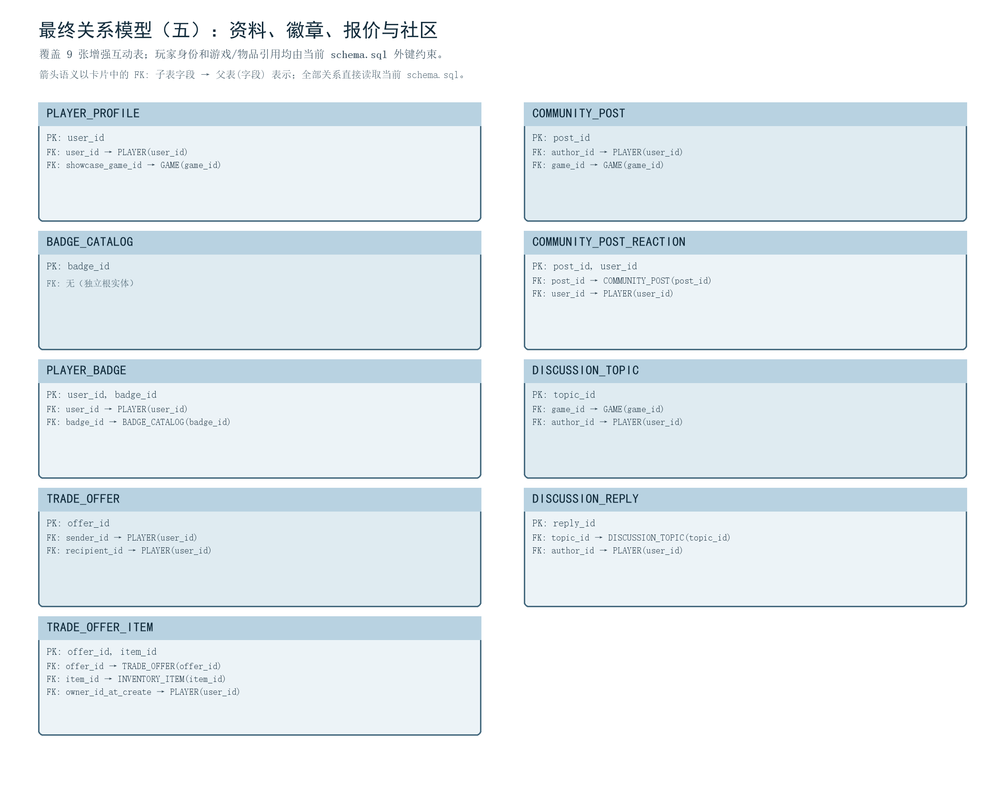 最终关系模型（五）：资料、徽章、报价与社区
覆盖 9 张增强互动表；玩家身份和游戏/物品引用均由当前 schema.sql 外键约束。
箭头语义以卡片中的 FK: 子表字段 → 父表(字段) 表示；全部关系直接读取当前 schema.sql。
PLAYER_PROFILE
PK: user_id
FK: user_id → PLAYER(user_id)
FK: showcase_game_id → GAME(game_id)
BADGE_CATALOG
PK: badge_id
FK: 无（独立根实体）
PLAYER_BADGE
PK: user_id, badge_id
FK: user_id → PLAYER(user_id)
FK: badge_id → BADGE_CATALOG(badge_id)
TRADE_OFFER
PK: offer_id
FK: sender_id → PLAYER(user_id)
FK: recipient_id → PLAYER(user_id)
TRADE_OFFER_ITEM
PK: offer_id, item_id
FK: offer_id → TRADE_OFFER(offer_id)
FK: item_id → INVENTORY_ITEM(item_id)
FK: owner_id_at_create → PLAYER(user_id)
COMMUNITY_POST
PK: post_id
FK: author_id → PLAYER(user_id)
FK: game_id → GAME(game_id)
COMMUNITY_POST_REACTION
PK: post_id, user_id
FK: post_id → COMMUNITY_POST(post_id)
FK: user_id → PLAYER(user_id)
DISCUSSION_TOPIC
PK: topic_id
FK: game_id → GAME(game_id)
FK: author_id → PLAYER(user_id)
DISCUSSION_REPLY
PK: reply_id
FK: topic_id → DISCUSSION_TOPIC(topic_id)
FK: author_id → PLAYER(user_id)